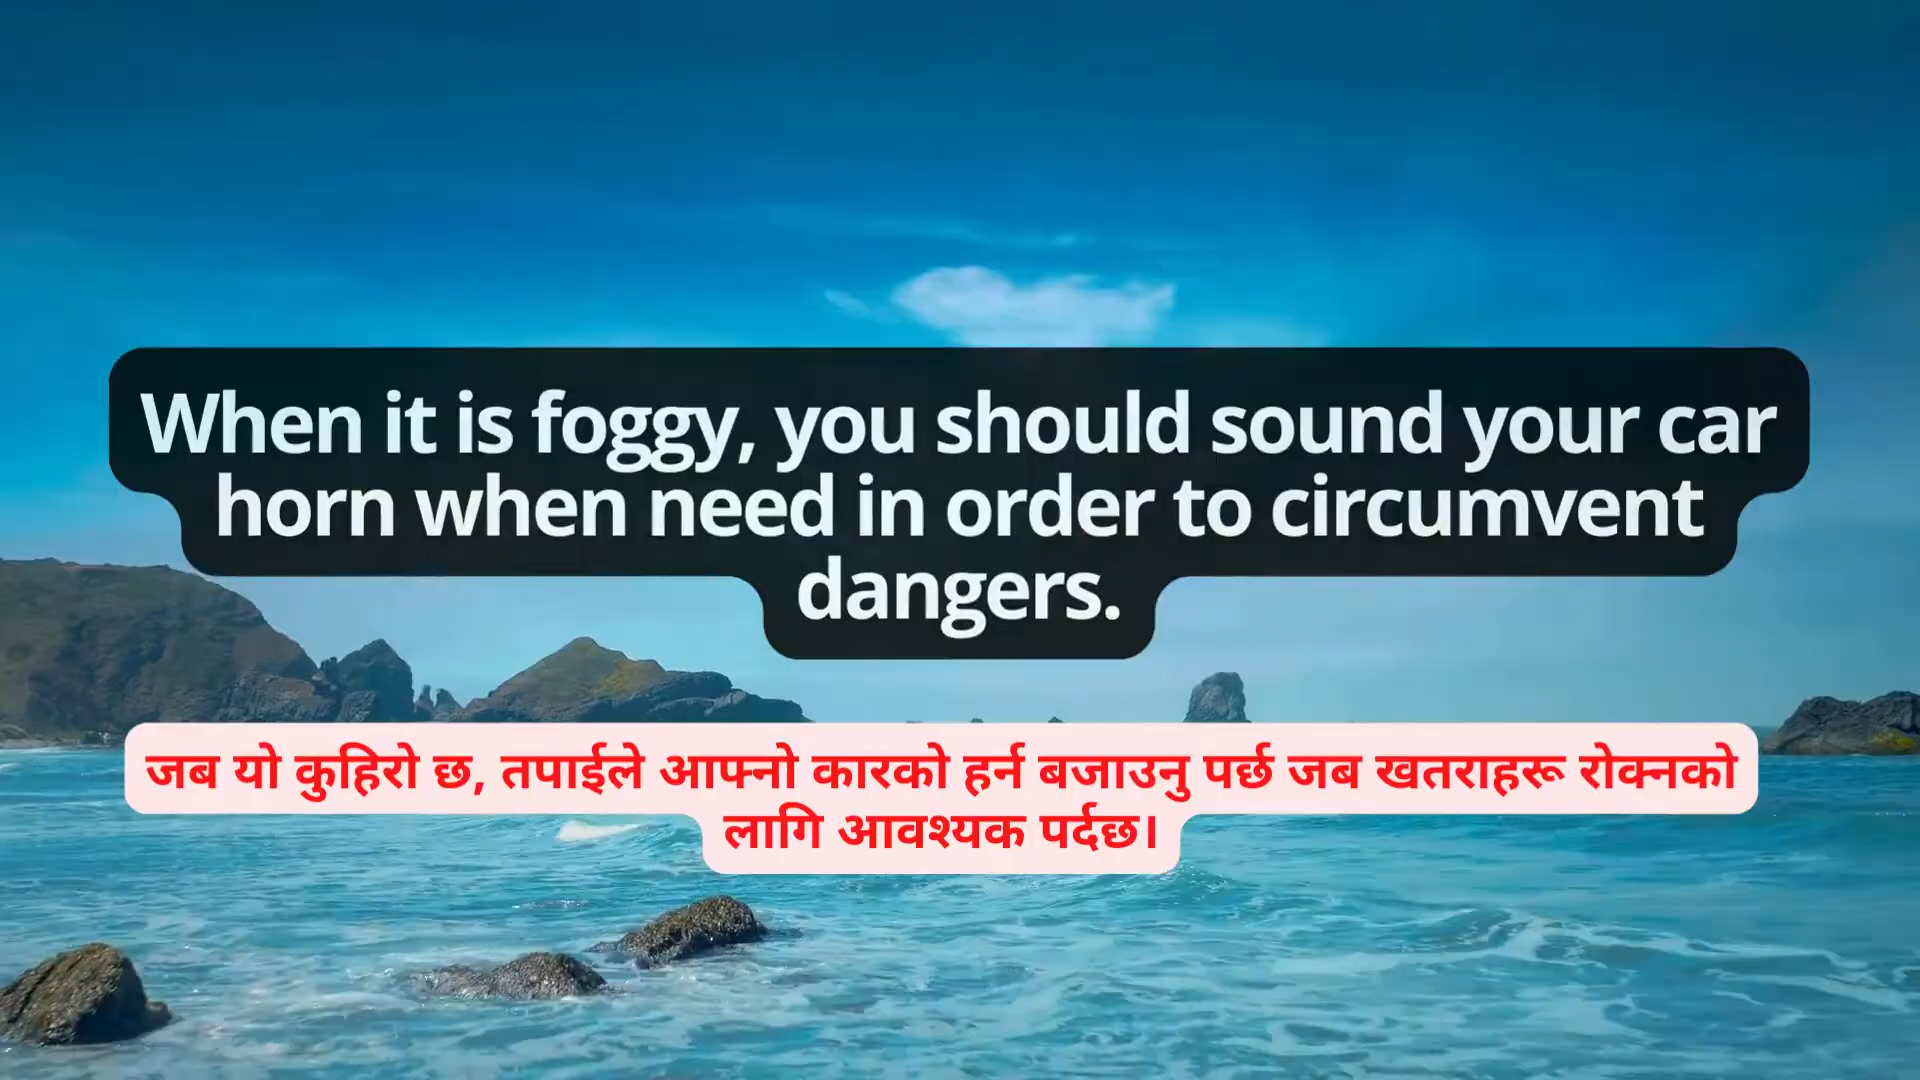 When it is foggy, you should sound your car
horn when need in order to circumvent
dangers.
जब यो कुहिरो छ, तपाईले आफ्नो कारको हर्न बजाउनु पर्छ जब खतराहरू रोक्नको
लागि आवश्यक पर्दछ।